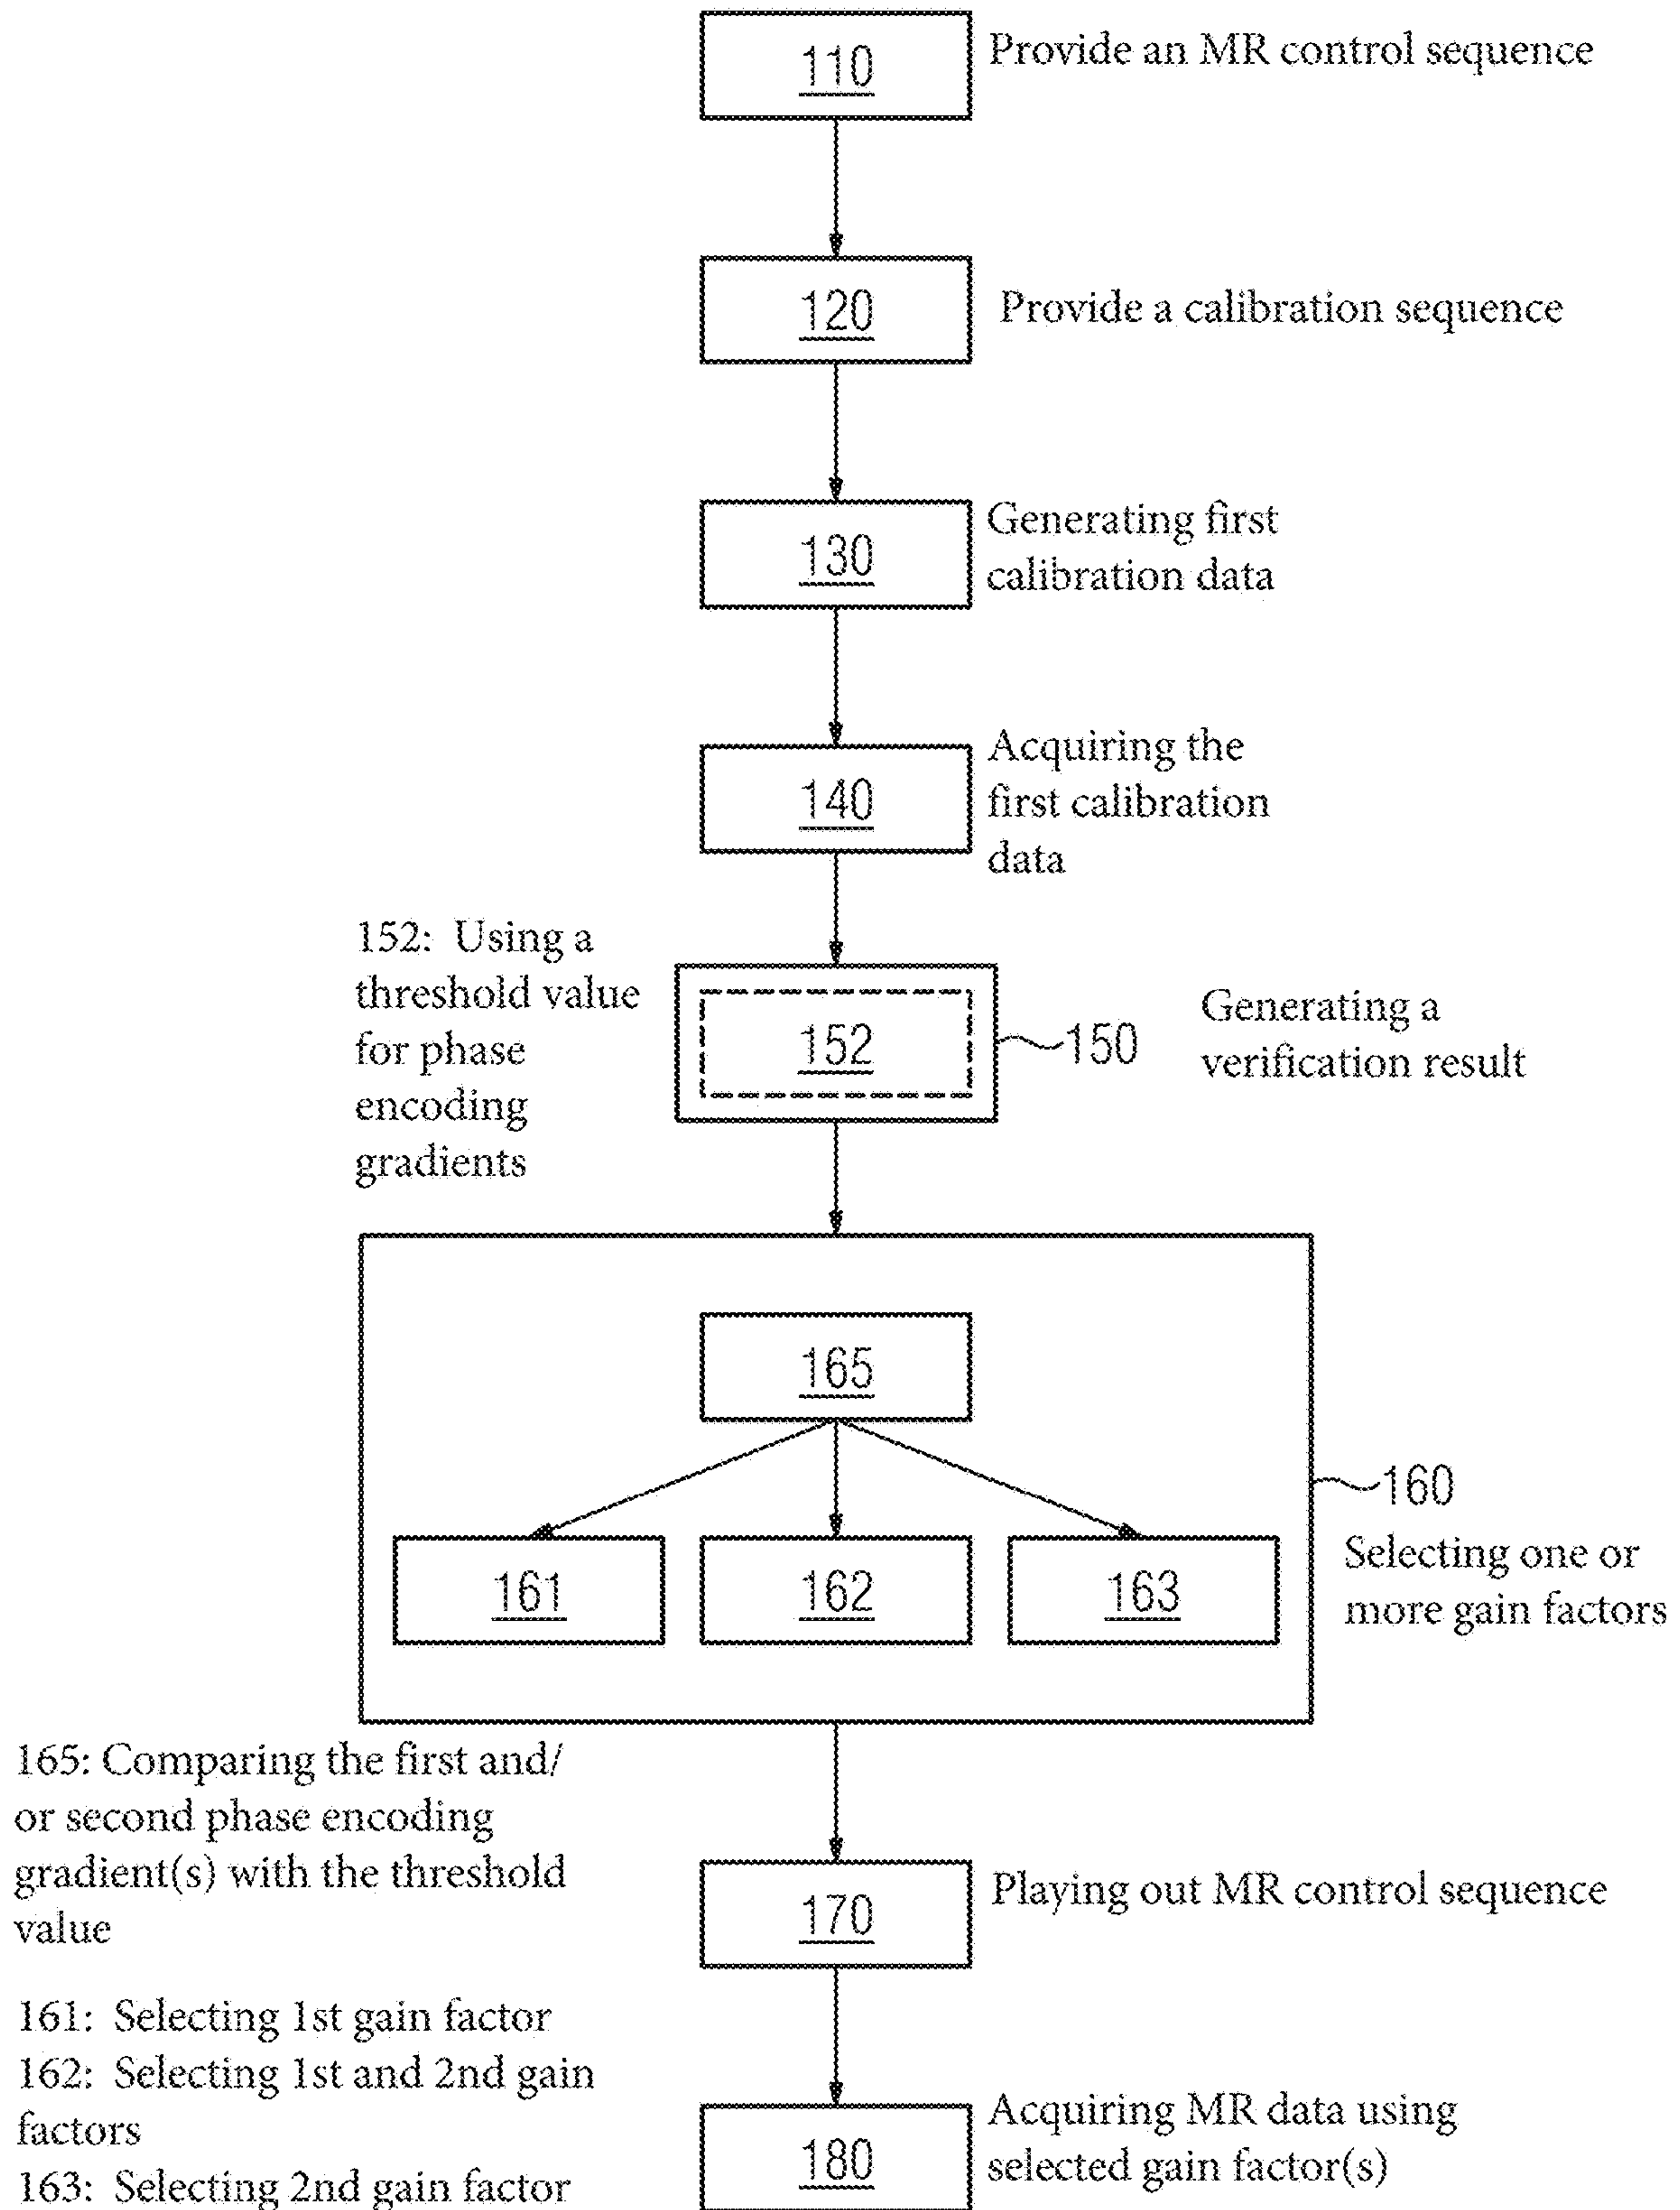 110
Provide an MR control sequence
120
Provide a calibration sequence
130
Generating first
calibration data
140
Acquiring the
first calibration
data
152: Using a
threshold value
for phase
encoding
gradients
152
150
Generating a
verification result
165
161
162
163
160
Selecting one or
more gain factors
165: Comparing the first and/
or second phase encoding
gradient(s) with the threshold
value
170
Playing out MR control sequence
161: Selecting 1st gain factor
162: Selecting 1st and 2nd gain
factors
163: Selecting 2nd gain factor
180
Acquiring MR data using
selected gain factor(s)